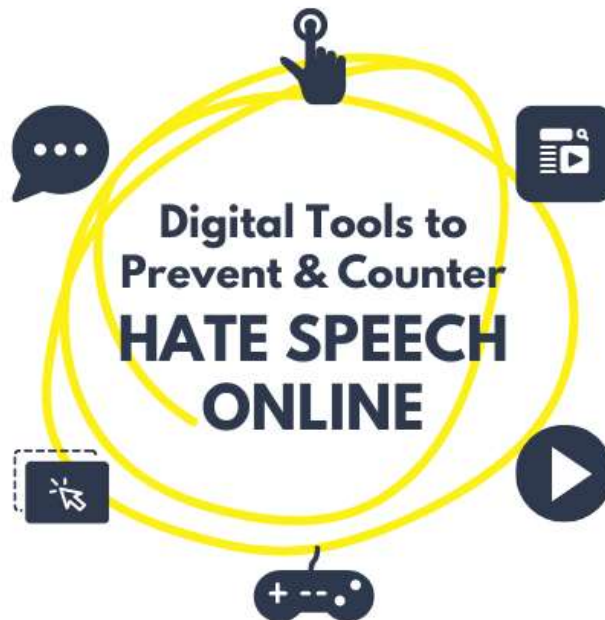 Digital Tools to
Prevent & Counter
HATE SPEECH
ONLINE